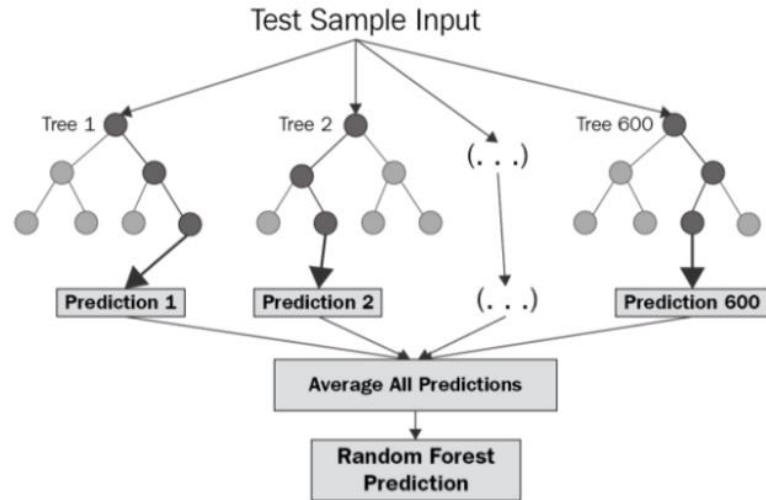 Test Sample Input
Tree 1
Tree 2
Tree 600
(. . .)
Prediction 1
Prediction 2
(. . .)
Prediction 600
Average All Predictions
Random Forest
Prediction